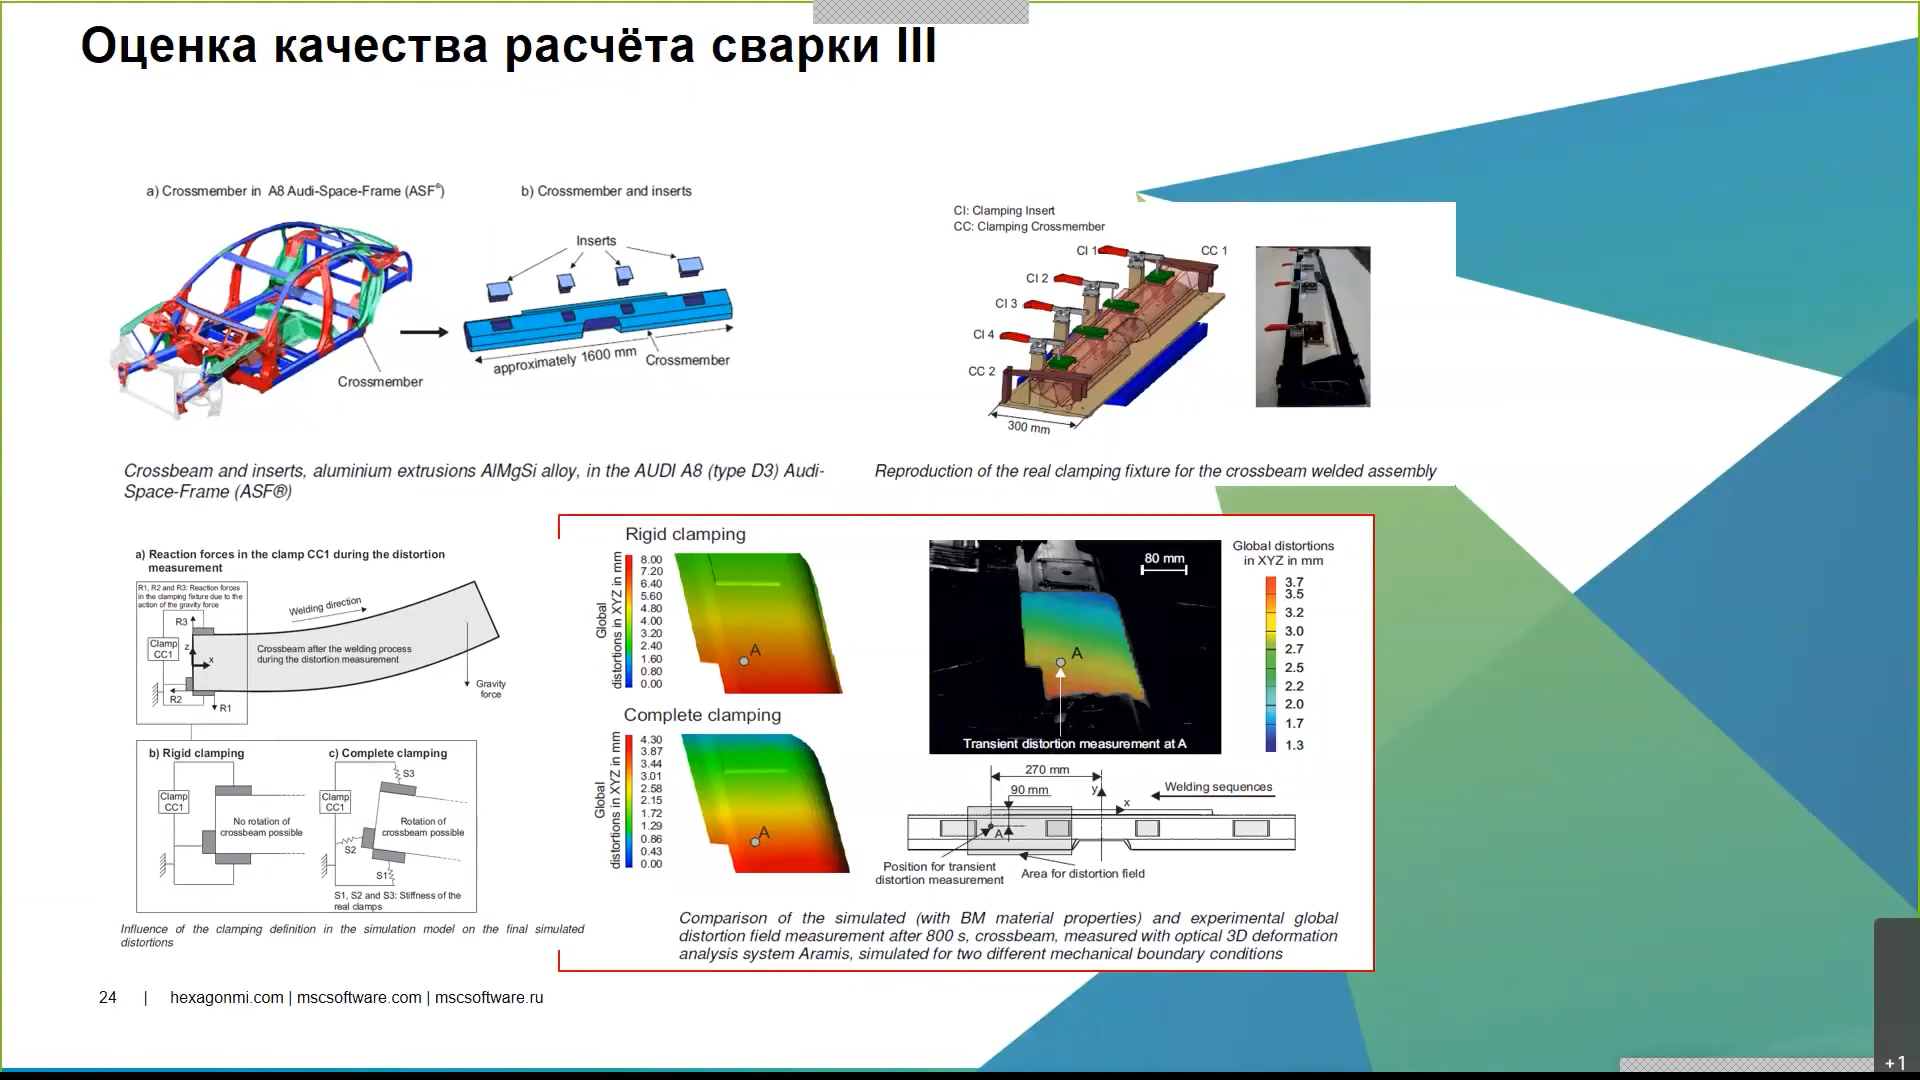 Оценка качества расчёта сварки III
a) Crossmember in A8 Audi-Space-Frame (ASF®)
b) Crossmember and inserts
Inserts
approximately 1600 mm
Crossmember
Crossmember
CI: Clamping Insert
CC: Clamping Crossmember
CI 1
CC 1
CI 2
CI 3
CI 4
CC 2
300 mm
Crossbeam and inserts, aluminium extrusions AlMgSi alloy, in the AUDI A8 (type D3) Audi-
Space-Frame (ASF®)
Reproduction of the real clamping fixture for the crossbeam welded assembly
a) Reaction forces in the clamp CC1 during the distortion
measurement
R1, R2 and R3: Reaction forces
in the clamping fixture due to the
action of the gravity force
R3
Clamp
CC1
z
x
R2
R1
Welding direction
Crossbeam after the welding process
during the distortion measurement
Gravity
force
b) Rigid clamping
Clamp
CC1
No rotation of
crossbeam possible
c) Complete clamping
S3
Clamp
CC1
Rotation of
crossbeam possible
S2
S1
S1, S2 and S3: Stiffness of the
real clamps
Influence of the clamping definition in the simulation model on the final simulated
distortions
Rigid clamping
Global
distortions in XYZ in mm
8.00
7.20
6.40
5.60
4.80
4.00
3.20
2.40
1.60
0.80
0.00
A
Complete clamping
Global
distortions in XYZ in mm
4.30
3.87
3.44
3.01
2.58
2.15
1.72
1.29
0.86
0.43
0.00
A
80 mm
A
Transient distortion measurement at A
Global distortions
in XYZ in mm
3.7
3.5
3.2
3.0
2.7
2.5
2.2
2.0
1.7
1.3
270 mm
90 mm
y
x
Welding sequences
A
Position for transient
distortion measurement
Area for distortion field
Comparison of the simulated (with BM material properties) and experimental global
distortion field measurement after 800 s, crossbeam, measured with optical 3D deformation
analysis system Aramis, simulated for two different mechanical boundary conditions
24 | hexagonmi.com | mscsoftware.com | mscsoftware.ru
+1